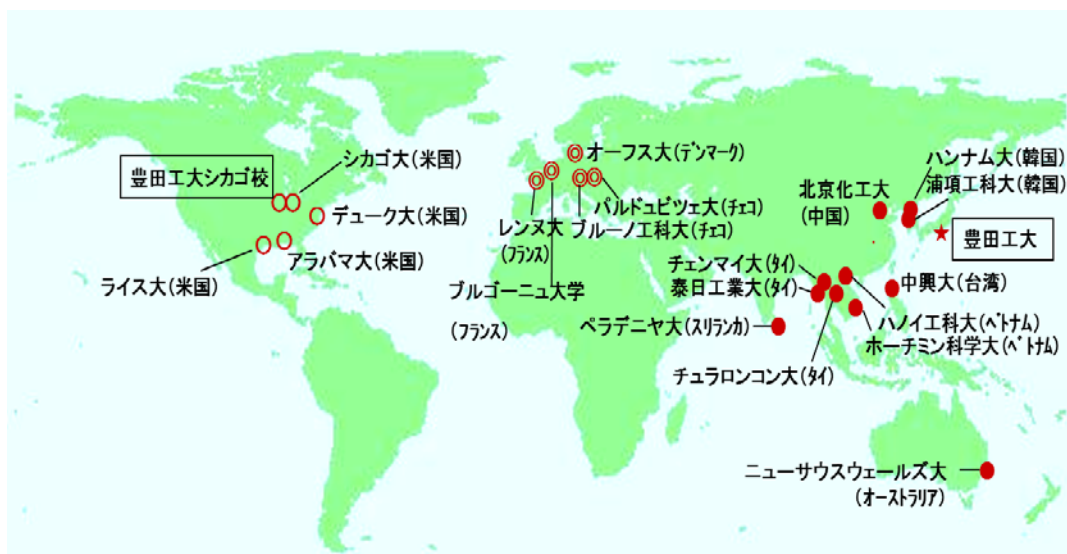 豊田工大シカゴ校
シカゴ大(米国)
デューク大(米国)
アラバマ大(米国)
ライス大(米国)
オーフス大(デンマーク)
パルドュビツェ大(チェコ)
ブルーノ工科大(チェコ)
レンヌ大
(フランス)
ブルゴーニュ大学
(フランス)
ハンナム大(韓国)
浦項工科大(韓国)
北京化工大
(中国)
豊田工大
チェンマイ大(タイ)
泰日工業大(タイ)
中興大(台湾)
ペラデニヤ大(スリランカ)
ハノイ工科大(ベトナム)
ホーチミン科学大(ベトナム)
チュラロンコン大(タイ)
ニューサウスウェールズ大
(オーストラリア)